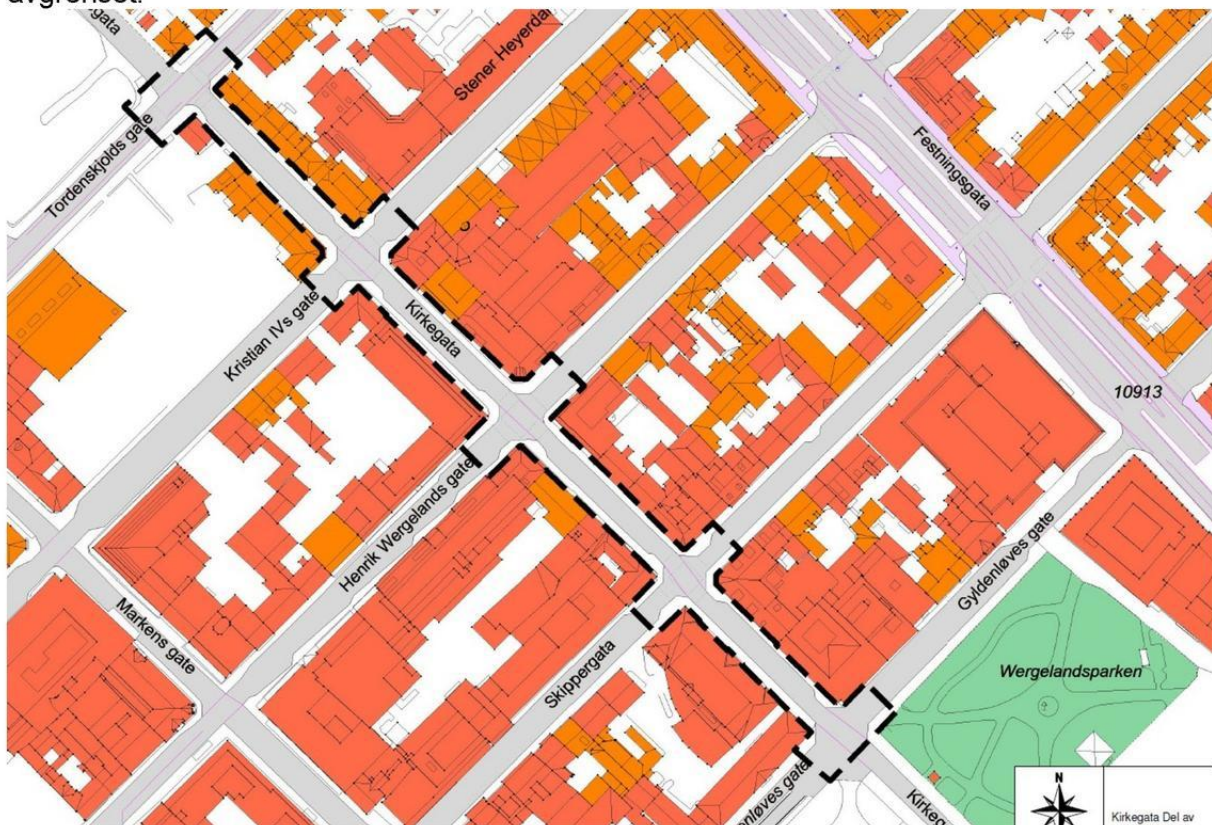 avgrenset.
Stener Heyerdal
Tordenskjolds gate
Festningsgata
Kristian IVs gate
Kirkegata
10913
Henrik Wergelands gate
Gyldenløves gate
Markens gate
Skippergata
Wergelandsparken
N
Kirkegata Del av